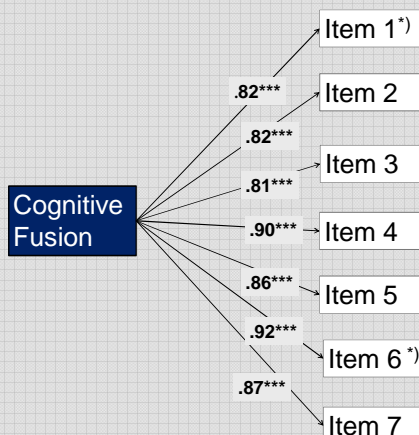 Item 1*)
.82***
Item 2
.82***
Item 3
.81***
Cognitive
Fusion
.90***
Item 4
.86***
Item 5
.92***
Item 6 *)
.87***
Item 7